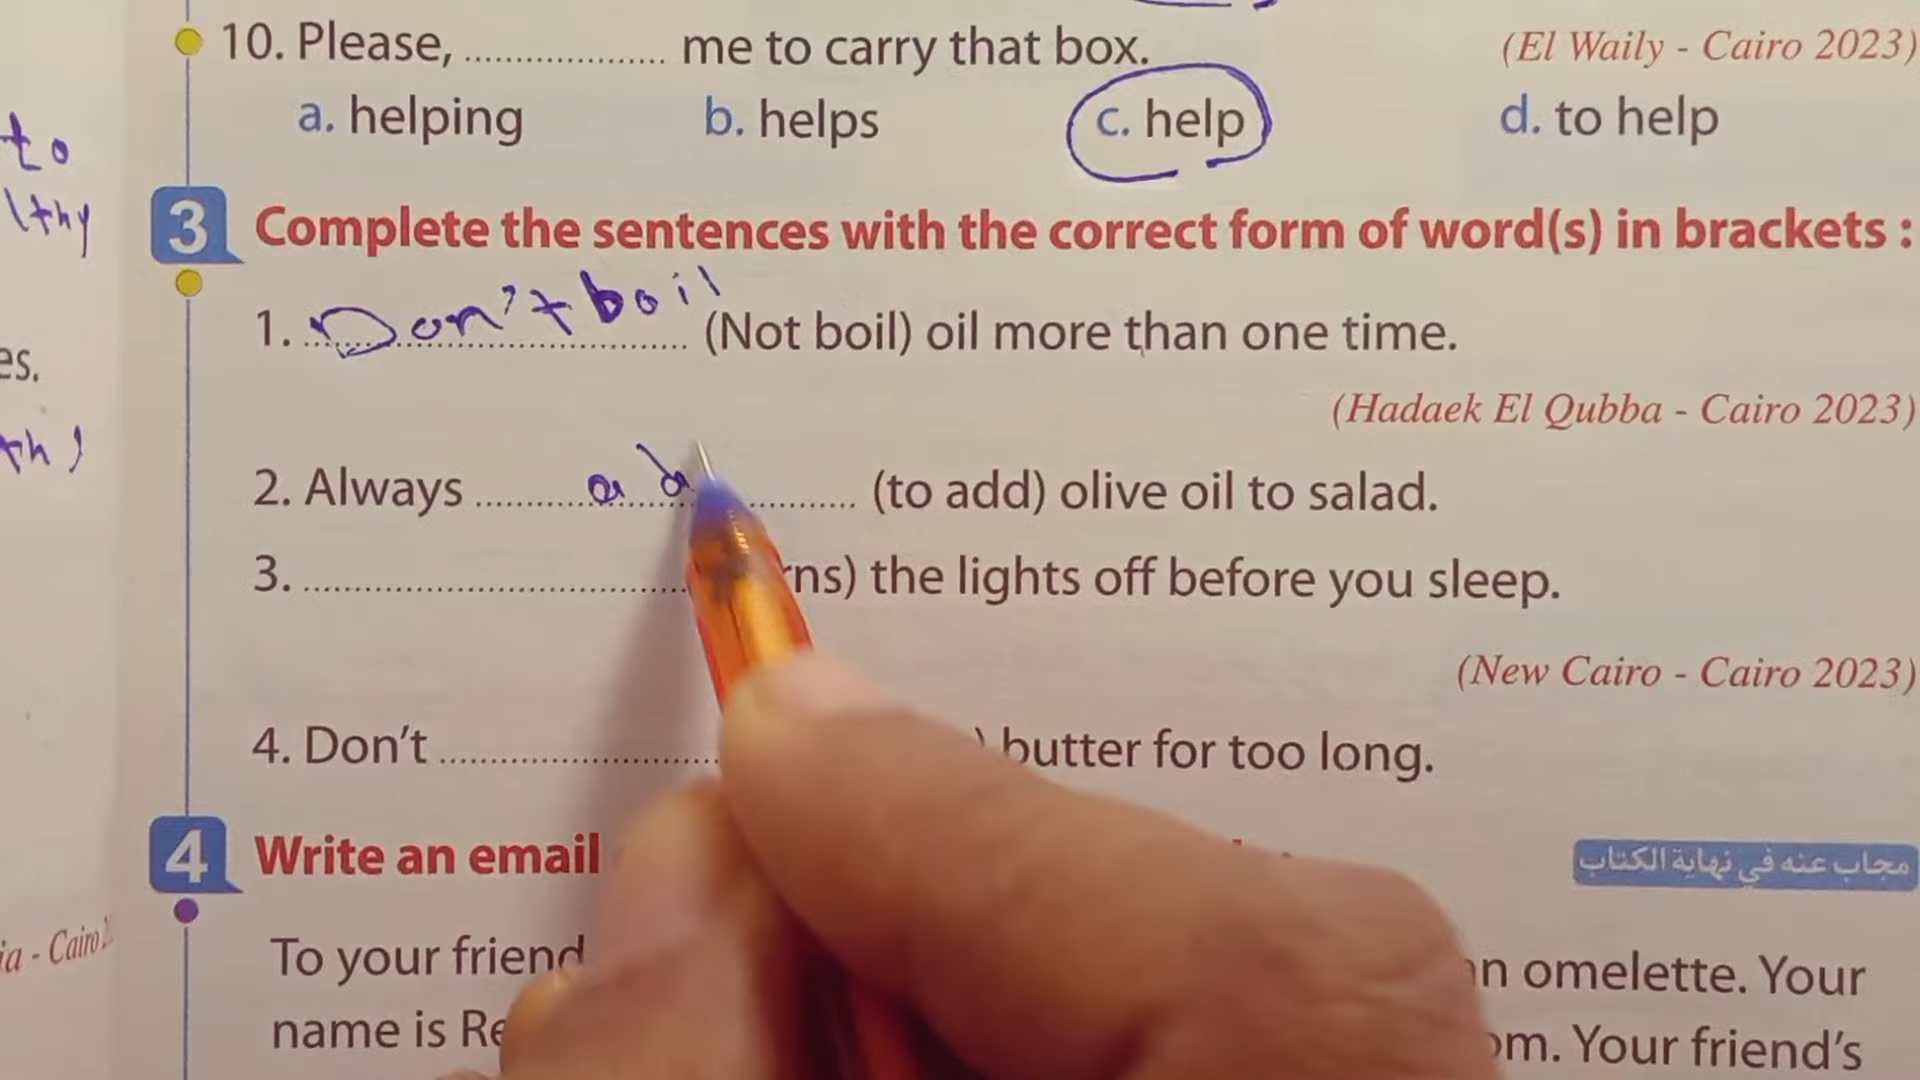 10. Please, .................... me to carry that box. (El Waily - Cairo 2023)
a. helping b. helps c. help d. to help
to
lthy
3 Complete the sentences with the correct form of word(s) in brackets :
1. Don't boil (Not boil) oil more than one time.
es.
(Hadaek El Qubba - Cairo 2023)
2. Always .......... ad .......... (to add) olive oil to salad.
3. .................... rns) the lights off before you sleep.
(New Cairo - Cairo 2023)
4. Don't .................... ) butter for too long.
4 Write an email
مجاب عنه في نهاية الكتاب
ia - Cairo
To your friend n omelette. Your
name is Re om. Your friend's